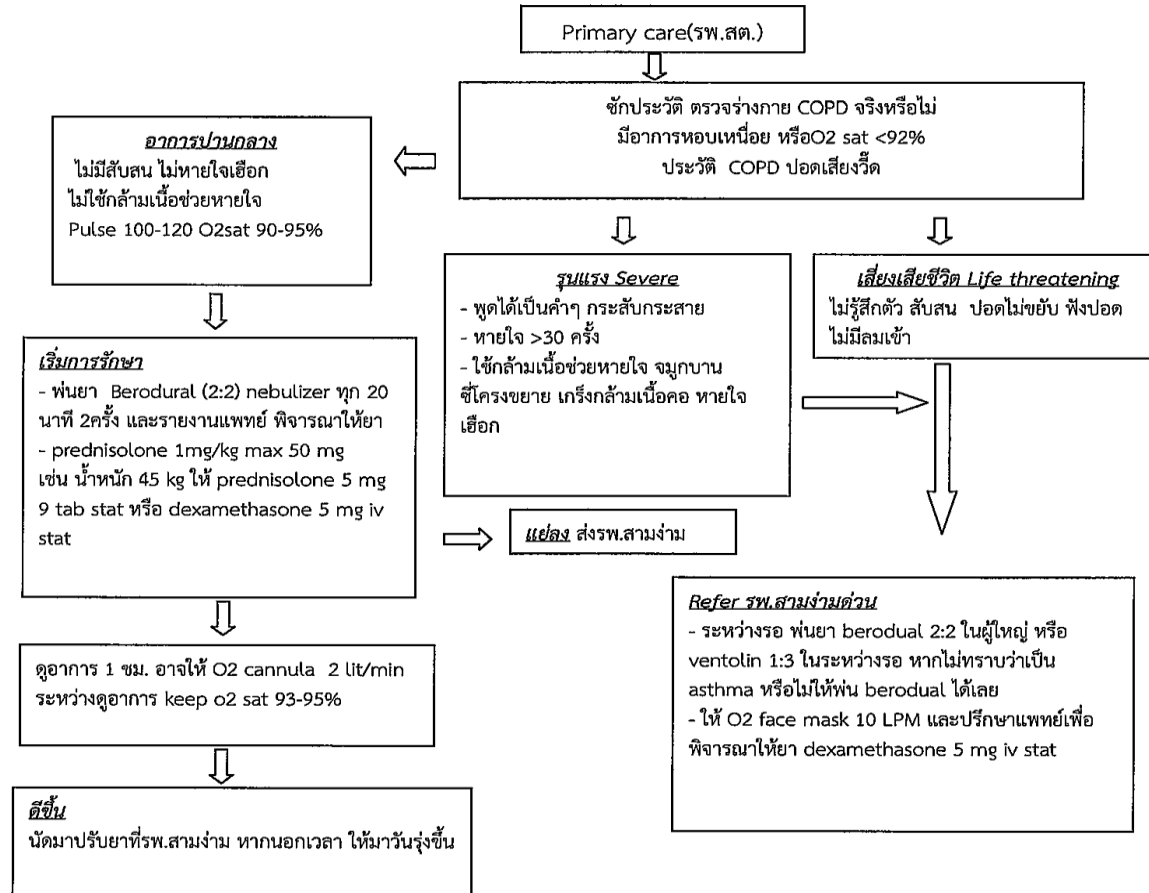 Primary care(รพ.สต.)
ซักประวัติ ตรวจร่างกาย COPD จริงหรือไม่
มีอาการหอบเหนื่อย หรือO2 sat <92%
ประวัติ COPD ปอดเสียงวี๊ด
อาการปานกลาง
ไม่มีสับสน ไม่หายใจเฮือก
ไม่ใช้กล้ามเนื้อช่วยหายใจ
Pulse 100-120 O2sat 90-95%
รุนแรง Severe
- พูดได้เป็นคำๆ กระสับกระสาย
- หายใจ >30 ครั้ง
- ใช้กล้ามเนื้อช่วยหายใจ จมูกบาน
ซี่โครงขยาย เกร็งกล้ามเนื้อคอ หายใจ
เฮือก
เสี่ยงเสียชีวิต Life threatening
ไม่รู้สึกตัว สับสน ปอดไม่ขยับ ฟังปอด
ไม่มีลมเข้า
เริ่มการรักษา
- พ่นยา Berodural (2:2) nebulizer ทุก 20
นาที 2ครั้ง และรายงานแพทย์ พิจารณาให้ยา
- prednisolone 1mg/kg max 50 mg
เช่น น้ำหนัก 45 kg ให้ prednisolone 5 mg
9 tab stat หรือ dexamethasone 5 mg iv
stat
แย่ลง ส่งรพ.สามง่าม
Refer รพ.สามง่ามด่วน
- ระหว่างรอ พ่นยา berodual 2:2 ในผู้ใหญ่ หรือ
ventolin 1:3 ในระหว่างรอ หากไม่ทราบว่าเป็น
asthma หรือไม่ให้พ่น berodual ได้เลย
- ให้ O2 face mask 10 LPM และปรึกษาแพทย์เพื่อ
พิจารณาให้ยา dexamethasone 5 mg iv stat
ดูอาการ 1 ชม. อาจให้ O2 cannula 2 lit/min
ระหว่างดูอาการ keep o2 sat 93-95%
ดีขึ้น
นัดมาปรับยาที่รพ.สามง่าม หากนอกเวลา ให้มาวันรุ่งขึ้น